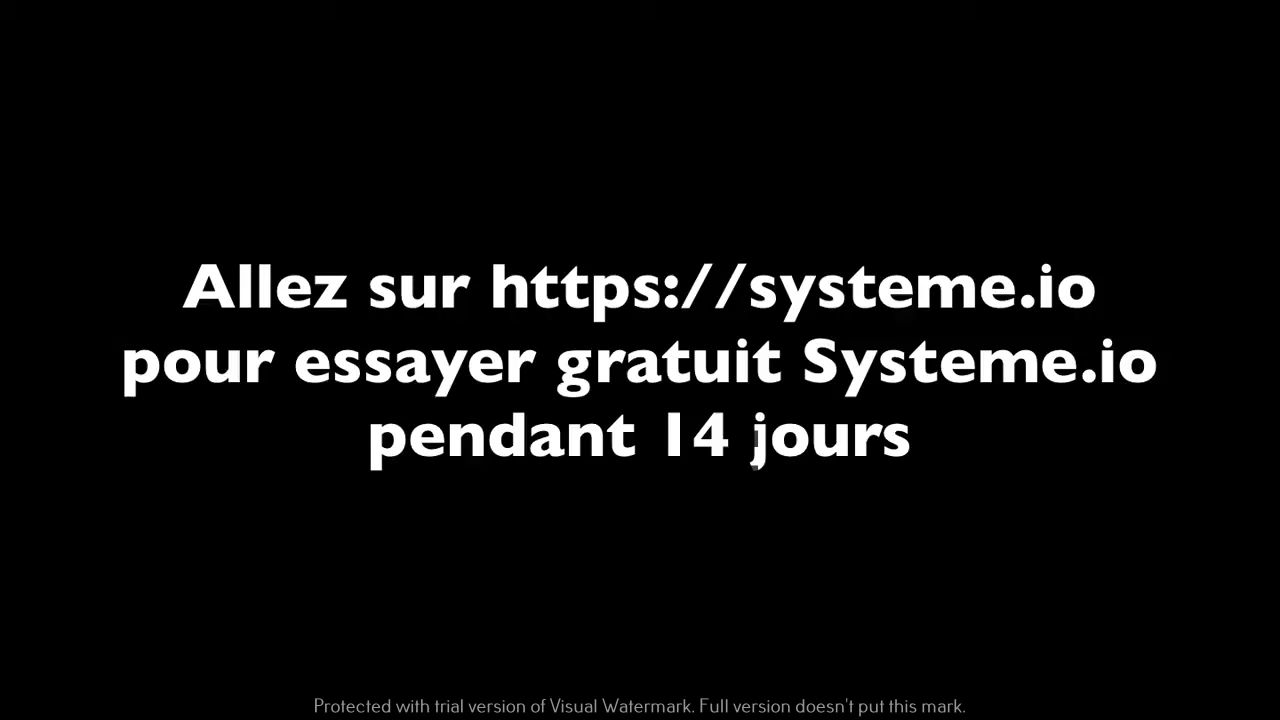 Allez sur https://systeme.io
pour essayer gratuit Systeme.io
pendant 14 jours
Protected with trial version of Visual Watermark. Full version doesn't put this mark.